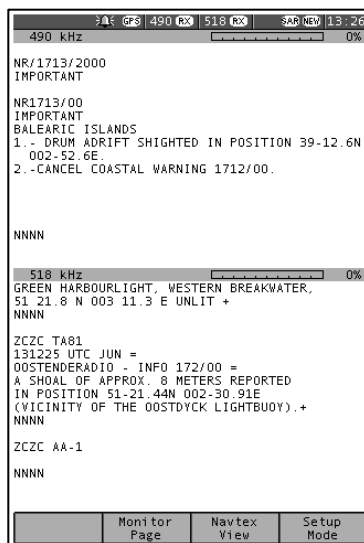 GPS 490 RX 518 RX SAR NEW 13:26
490 kHz 0%
NR/1713/2000
IMPORTANT
NR1713/00
IMPORTANT
BALEARIC ISLANDS
1.- DRUM ADRIFT SHIGHTED IN POSITION 39-12.6N
002-52.6E.
2.-CANCEL COASTAL WARNING 1712/00.
NNNN
518 kHz 0%
GREEN HARBOURLIGHT, WESTERN BREAKWATER,
51 21.8 N 003 11.3 E UNLIT +
NNNN
ZCZC TA81
131225 UTC JUN =
OOSTENDERADIO - INFO 172/00 =
A SHOAL OF APPROX. 8 METERS REPORTED
IN POSITION 51-21.44N 002-30.91E
(VICINITY OF THE OOSTDYCK LIGHTBUOY).+
NNNN
ZCZC AA-1
NNNN
Monitor Page
Navtex View
Setup Mode